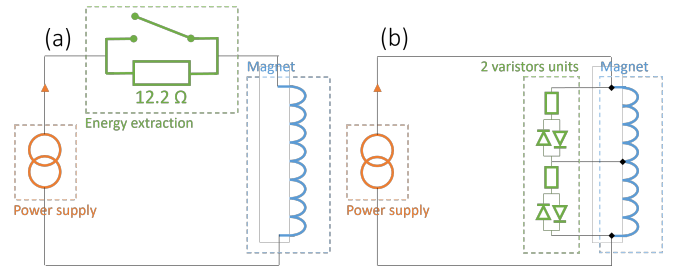 (a)
12.2 Ω
Energy extraction
Magnet
Power supply
(b)
2 varistors units
Magnet
Power supply